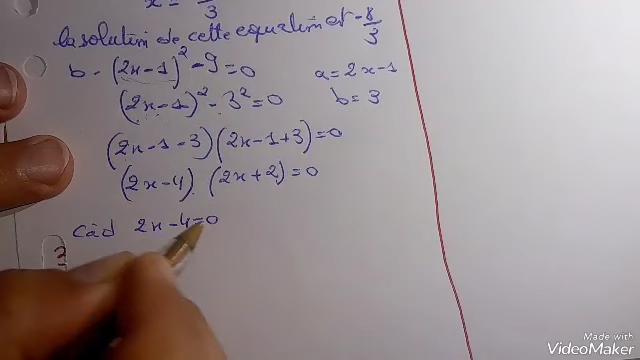 x = /3
la solution de cette equation est -8/3
b - (2x-1)² - 9 = 0
a = 2x-1
(2x-1)² - 3² = 0
b = 3
(2x-1-3)(2x-1+3) = 0
(2x-4) (2x+2) = 0
Càd 2x-4=0
Made with
VideoMaker